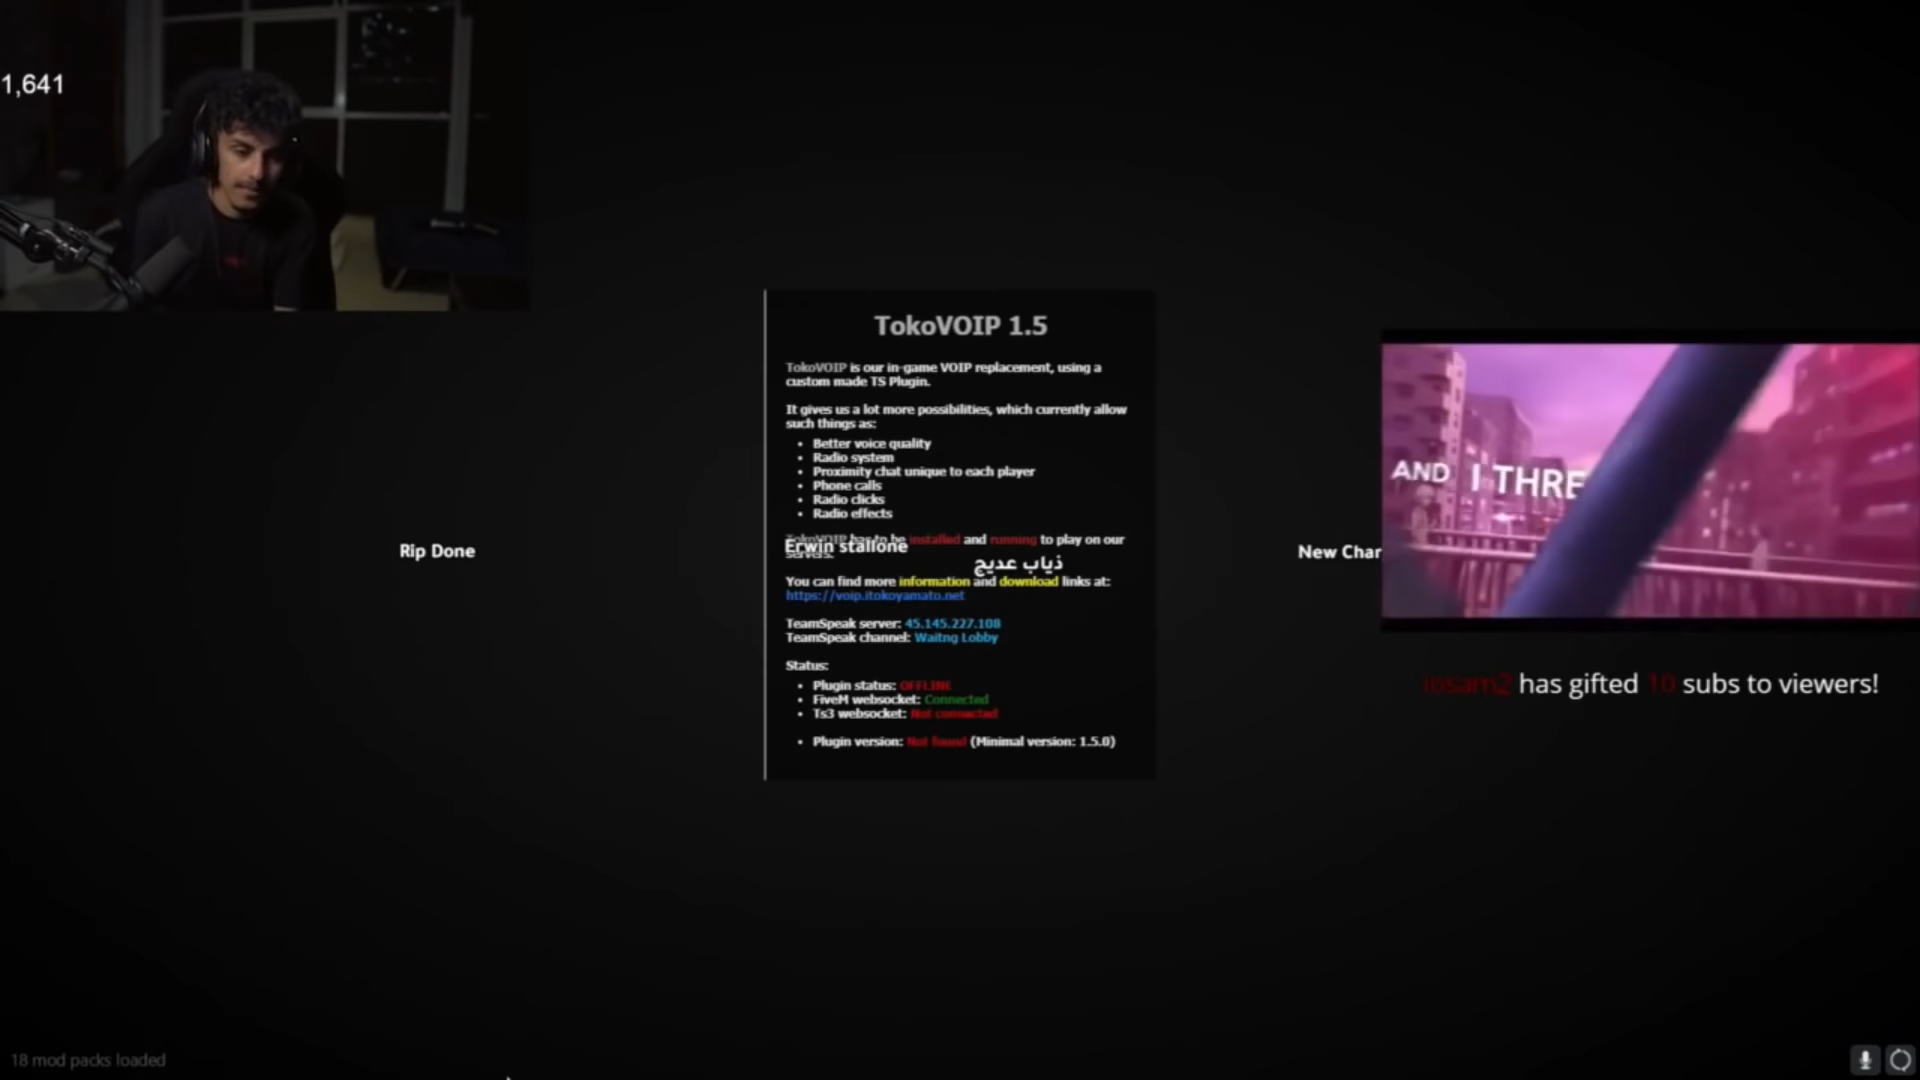 1,641
TokoVOIP 1.5
TokoVOIP is our in-game VOIP replacement, using a
custom made TS Plugin.
It gives us a lot more possibilities, which currently allow
such things as:
• Better voice quality
• Radio system
• Proximity chat unique to each player
• Phone calls
• Radio clicks
• Radio effects
TokoVOIP has to be installed and running to play on our
servers.
Erwin stallone
ذياب عديج
You can find more information and download links at:
https://voip.itokoyamato.net
TeamSpeak server: 45.145.227.108
TeamSpeak channel: Waitng Lobby
Status:
• Plugin status: OFFLINE
• FiveM websocket: Connected
• Ts3 websocket: Not connected
• Plugin version: Not found (Minimal version: 1.5.0)
Rip Done
New Char
AND I THRE
has gifted 10 subs to viewers!
18 mod packs loaded